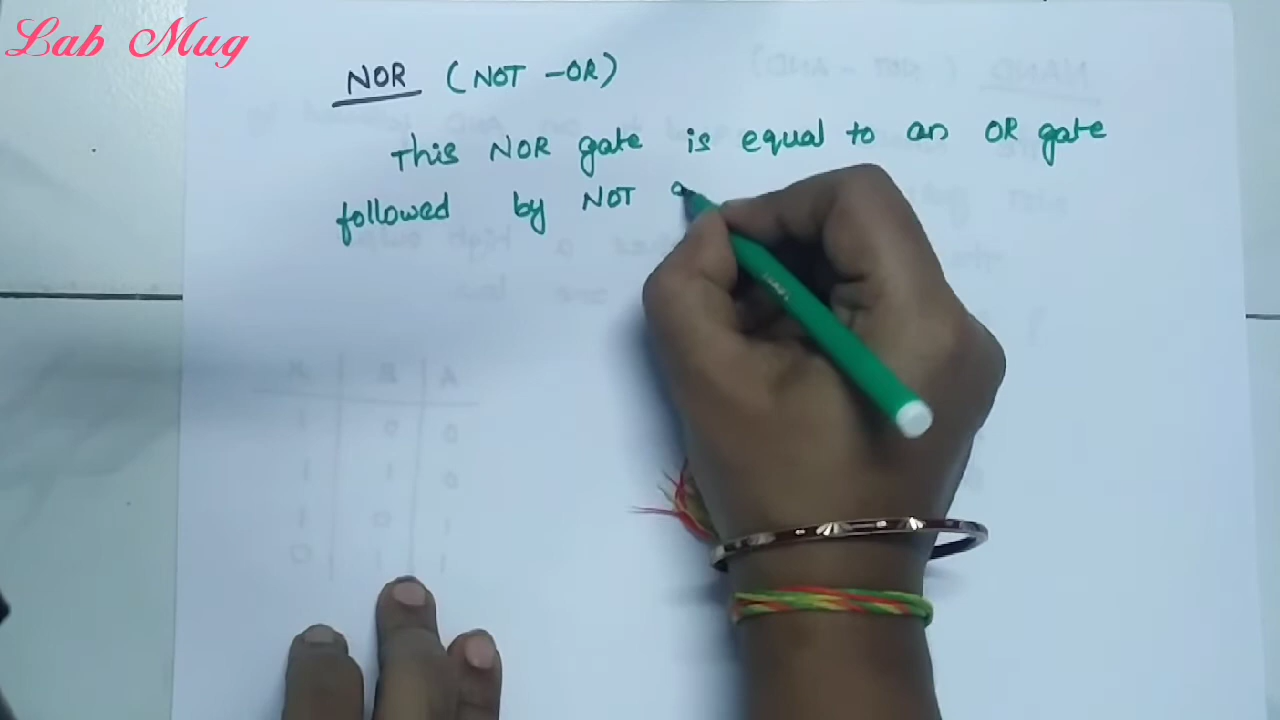 Lab Mug
NOR (NOT -OR)
This NOR gate is equal to an OR gate
followed by NOT